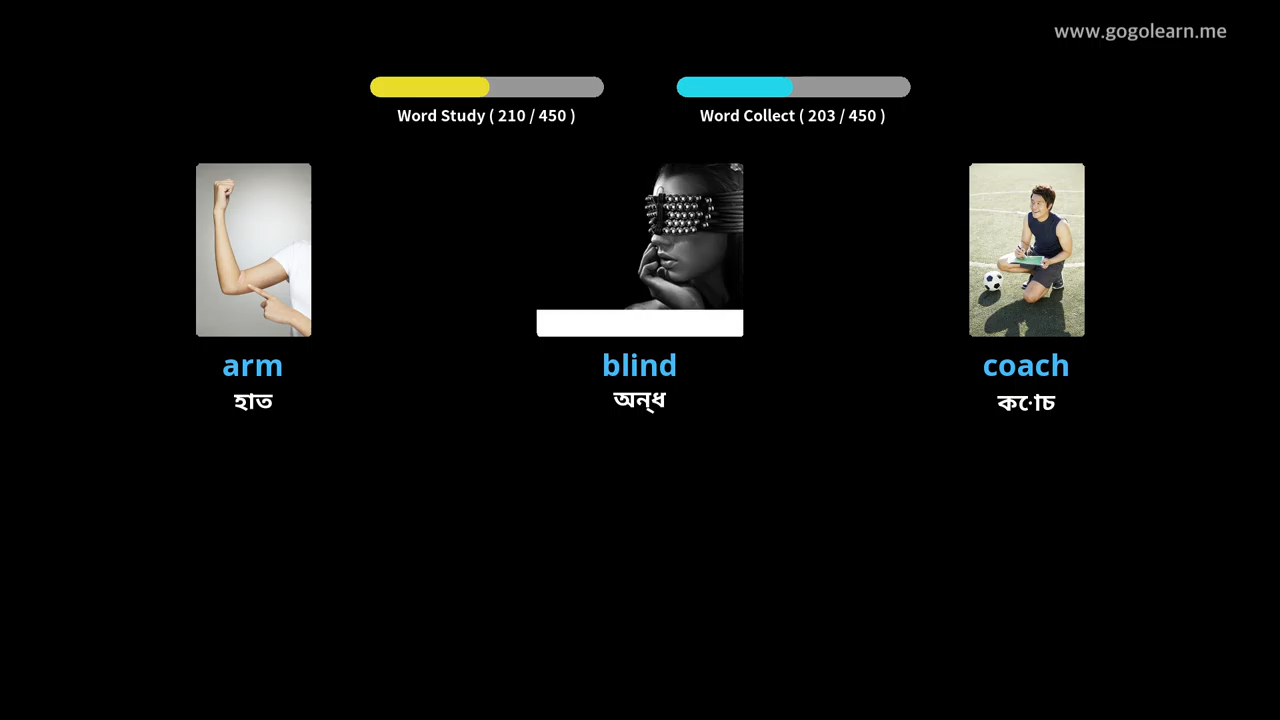 www.gogolearn.me
Word Study ( 210 / 450 )
Word Collect ( 203 / 450 )
arm
blind
coach
হাত
অন্ধ
কোচ